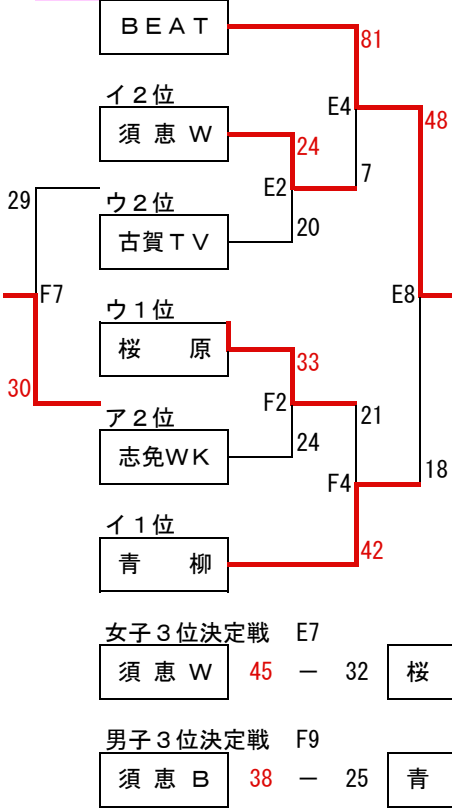 BEAT
81
イ2位
E4
須恵W
24
48
E2
7
29
ウ2位
20
古賀TV
F7
E8
ウ1位
桜原
33
30
F2
21
ア2位
24
志免WK
18
F4
イ1位
42
青柳
女子3位決定戦 E7
須恵W 45 － 32 桜
男子3位決定戦 F9
須恵B 38 － 25 青